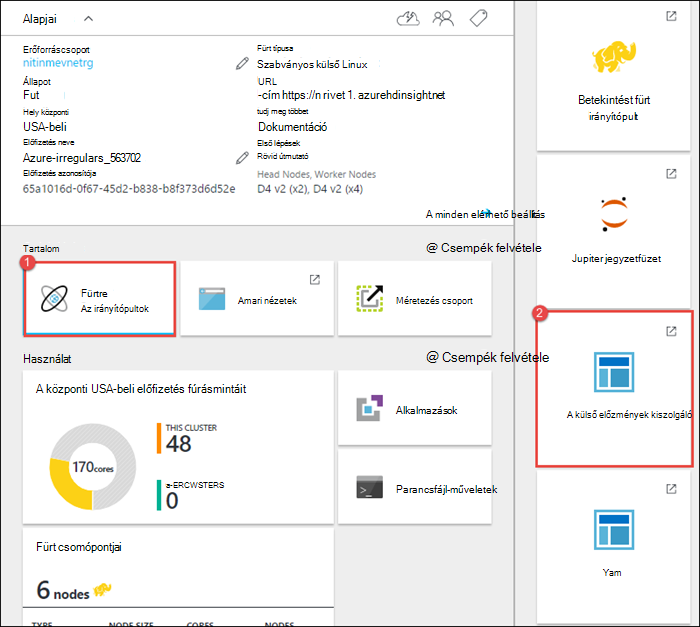 Alapjai
Erőforráscsoport
nitinmevnetrg
Állapot
Fut
Hely központi
USA-beli
Előfizetés neve
Azure-irregulars_563702
Előfizetés azonosítója
65a1016d-0f67-45d2-b838-b8f373d6d52e
Fürt típusa
Szabványos külső Linux
URL
-cím https://n rivet 1. azurehdinsight.net
tudj meg többet
Dokumentáció
Első lépések
Rövid útmutató
Head Nodes, Worker Nodes
D4 v2 (x2), D4 v2 (x4)
A minden elérhető beállítás
Tartalom
@ Csempék felvétele
1
Fürtre
Az irányítópultok
Amari nézetek
Méretezés csoport
Használat
@ Csempék felvétele
A központi USA-beli előfizetés fúrásmintáit
170cores
THIS CLUSTER
48
a-ERCWSTERS
0
Alkalmazások
Parancsfájl-műveletek
Fürt csomópontjai
6 nodes
TYPE NODE SIZE CORES NODES
Betekintést fürt
irányítópult
Jupiter jegyzetfüzet
2
A külső előzmények kiszolgáló
Yam